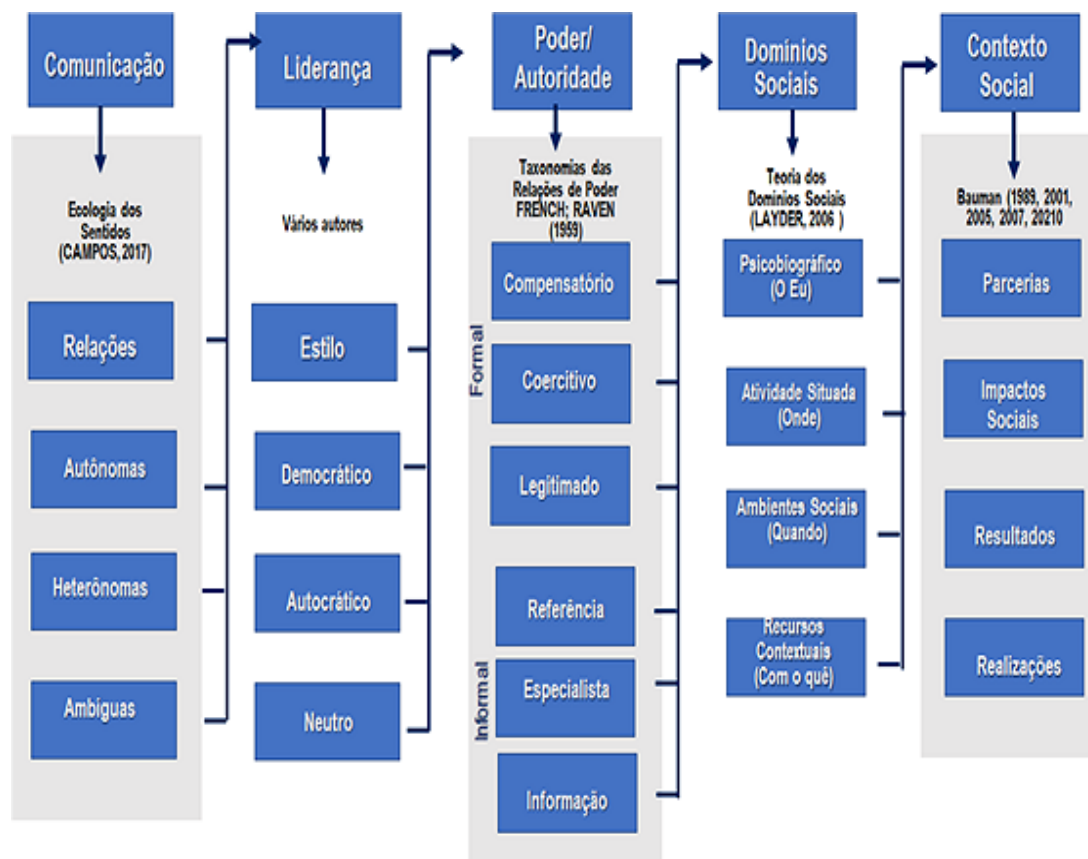 Comunicação
Ecologia dos
Sentidos
(CAMPOS, 2017)
Relações
Autônomas
Heterônomas
Ambíguas
Liderança
Vários autores
Estilo
Democrático
Autocrático
Neutro
Poder/
Autoridade
Taxonomias das
Relações de Poder
FRENCH; RAVEN
(1959)
Formal
Compensatório
Coercitivo
Legitimado
Informal
Referência
Especialista
Informação
Domínios
Sociais
Teoria dos
Domínios Sociais
(LAYDER, 2006 )
Psicobiográfico
(O Eu)
Atividade Situada
(Onde)
Ambientes Sociais
(Quando)
Recursos
Contextuais
(Com o quê)
Contexto
Social
Bauman (1989, 2001,
2005, 2007, 20210
Parcerias
Impactos
Sociais
Resultados
Realizações